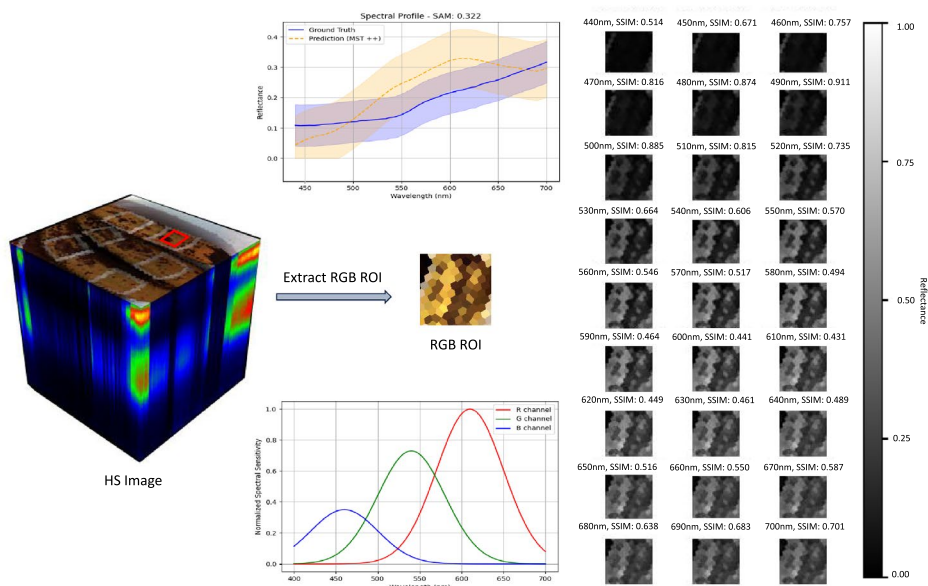 Spectral Profile - SAM: 0.322
Ground Truth
Prediction (MST ++)
Reflectance
0.4
0.3
0.2
0.1
0.0
450 500 550 600 650 700
Wavelength (nm)
HS Image
Extract RGB ROI
RGB ROI
R channel
G channel
B channel
Normalized Spectral Sensitivity
1.0
0.8
0.6
0.4
0.2
0.0
400 450 500 550 600 650 700
440nm, SSIM: 0.514 450nm, SSIM: 0.671 460nm, SSIM: 0.757
470nm, SSIM: 0.816 480nm, SSIM: 0.874 490nm, SSIM: 0.911
500nm, SSIM: 0.885 510nm, SSIM: 0.815 520nm, SSIM: 0.735
530nm, SSIM: 0.664 540nm, SSIM: 0.606 550nm, SSIM: 0.570
560nm, SSIM: 0.546 570nm, SSIM: 0.517 580nm, SSIM: 0.494
590nm, SSIM: 0.464 600nm, SSIM: 0.441 610nm, SSIM: 0.431
620nm, SSIM: 0.449 630nm, SSIM: 0.461 640nm, SSIM: 0.489
650nm, SSIM: 0.516 660nm, SSIM: 0.550 670nm, SSIM: 0.587
680nm, SSIM: 0.638 690nm, SSIM: 0.683 700nm, SSIM: 0.701
1.00
0.75
0.50
0.25
0.00
Reflectance